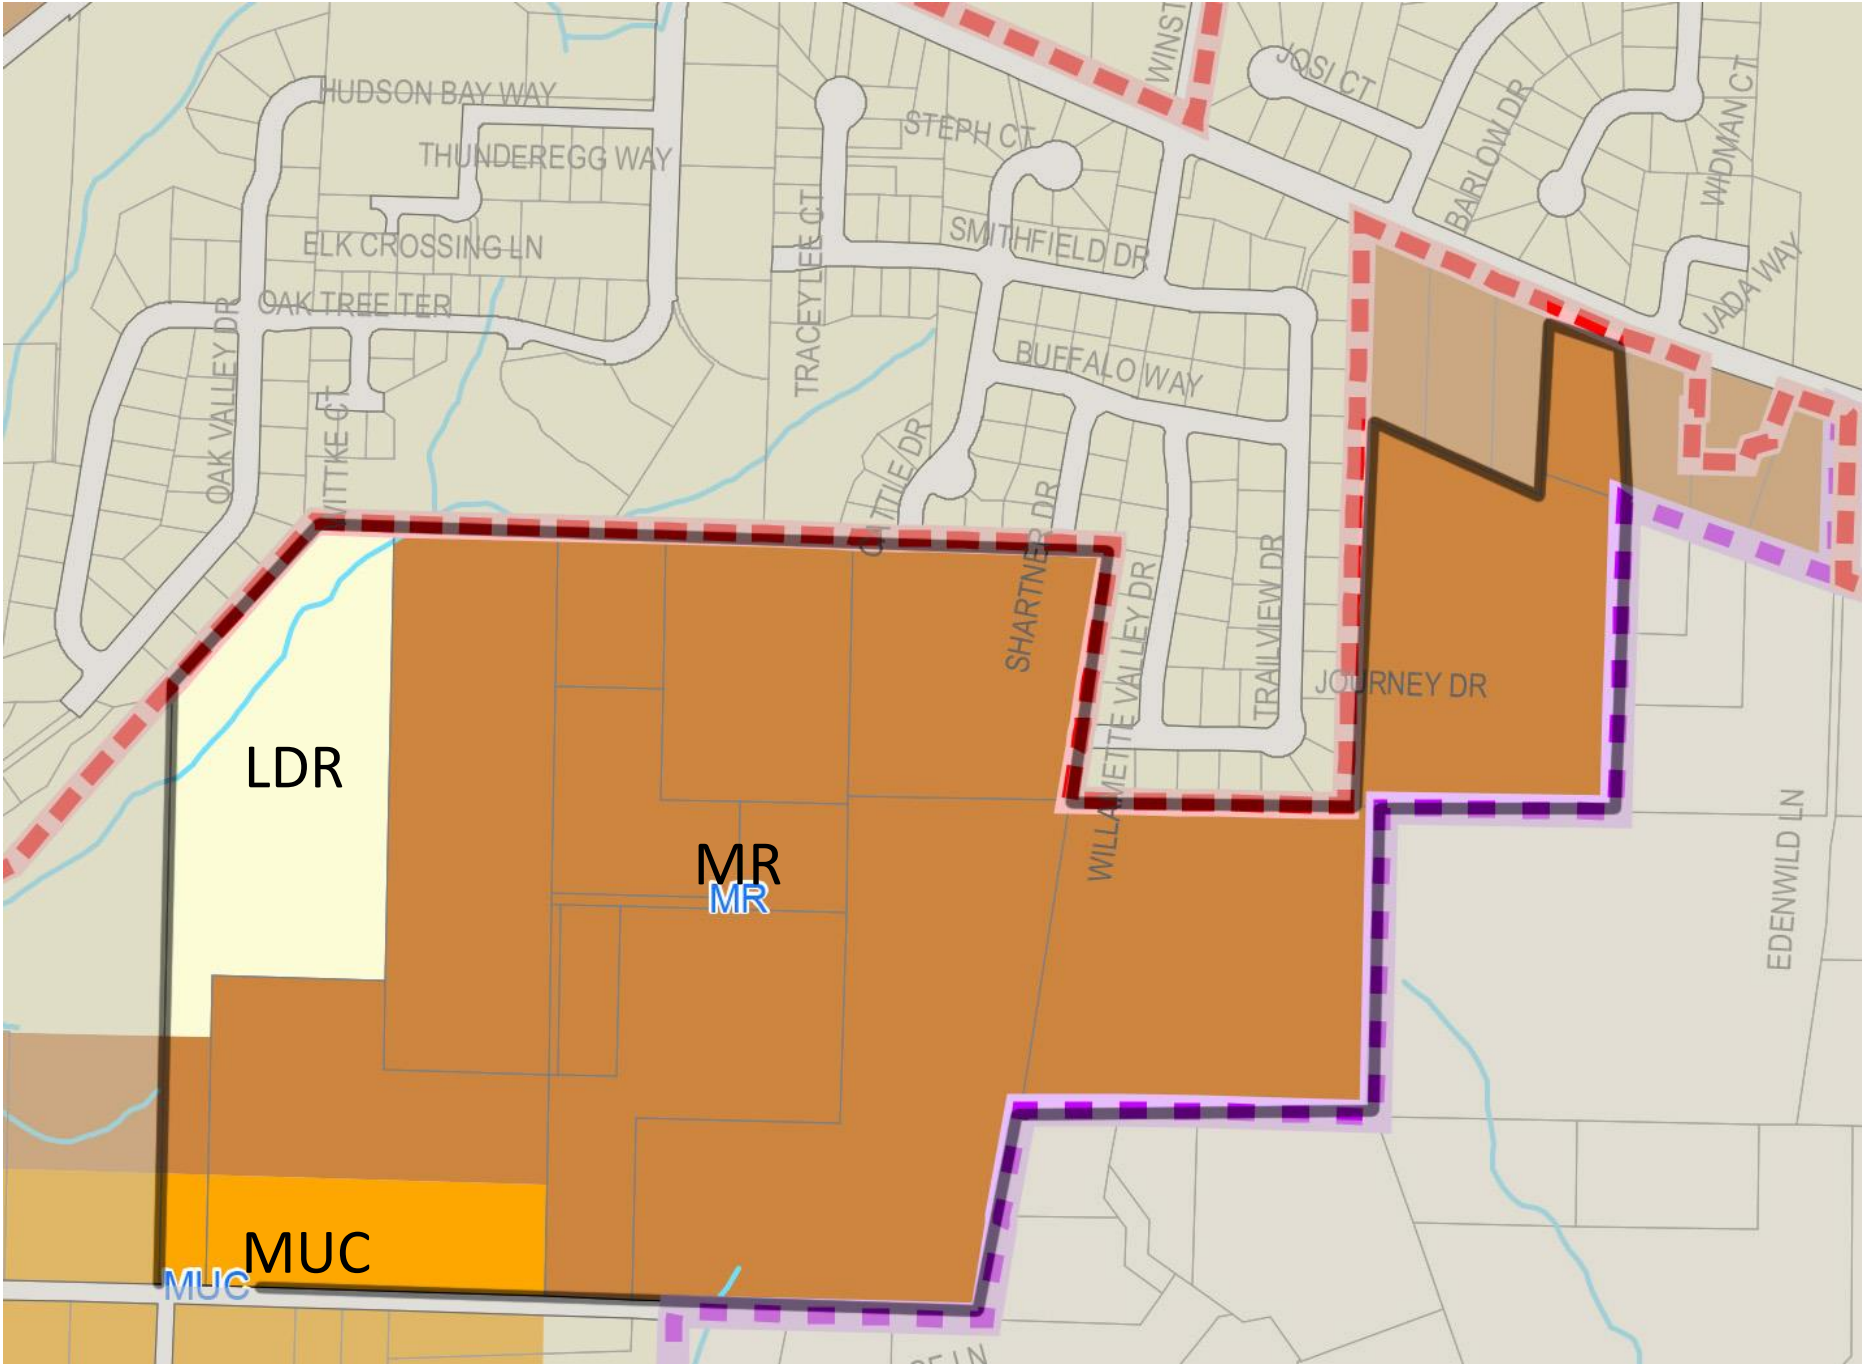 WINST
JOSI CT
HUDSON BAY WAY
WIDMAN CT
STEPH CT
BARLOW DR
THUNDEREGG WAY
SMITHFIELD DR
ELK CROSSING LN
TRACEY LEE CT
JADA WAY
OAK TREE TER
OAK VALLEY DR
BUFFALO WAY
WITTKE CT
SHARTNER DR
WILLAMETTE VALLEY DR
TRAILVIEW DR
JOURNEY DR
LDR
MR
MR
EDENWILD LN
MUC
MUC